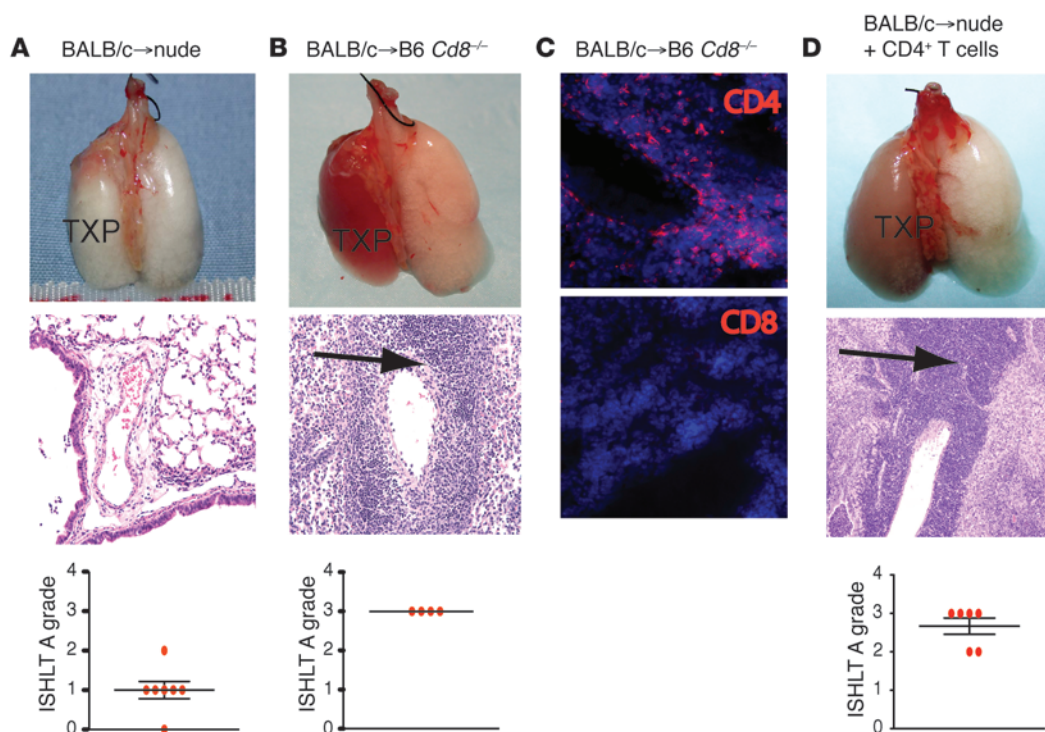 A
BALB/c→nude
TXP
ISHLT A grade
4
3
2
1
0
B
BALB/c→B6 Cd8–/–
TXP
ISHLT A grade
4
3
2
1
0
C
BALB/c→B6 Cd8–/–
CD4
CD8
D
BALB/c→nude
+ CD4+ T cells
TXP
ISHLT A grade
4
3
2
1
0